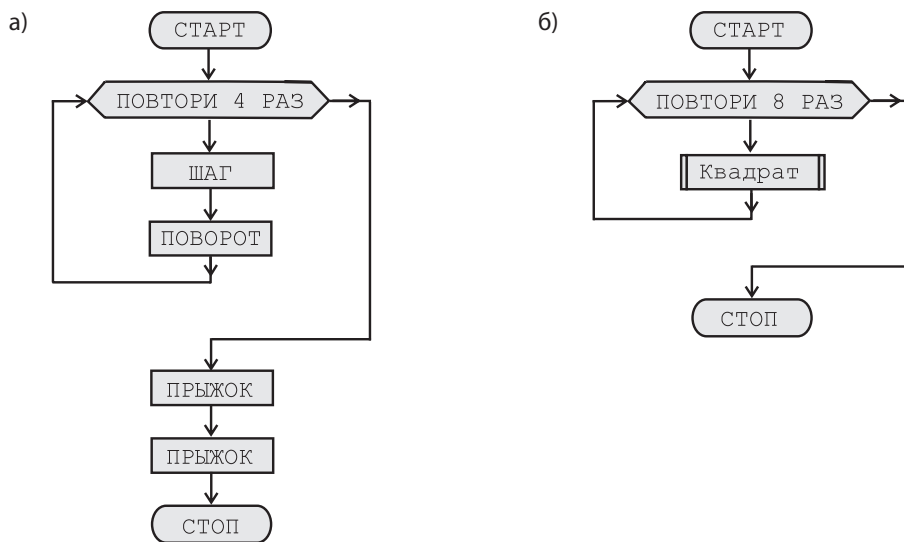 а)
СТАРТ
ПОВТОРИ 4 РАЗ
ШАГ
ПОВОРОТ
ПРЫЖОК
ПРЫЖОК
СТОП
б)
СТАРТ
ПОВТОРИ 8 РАЗ
Квадрат
СТОП